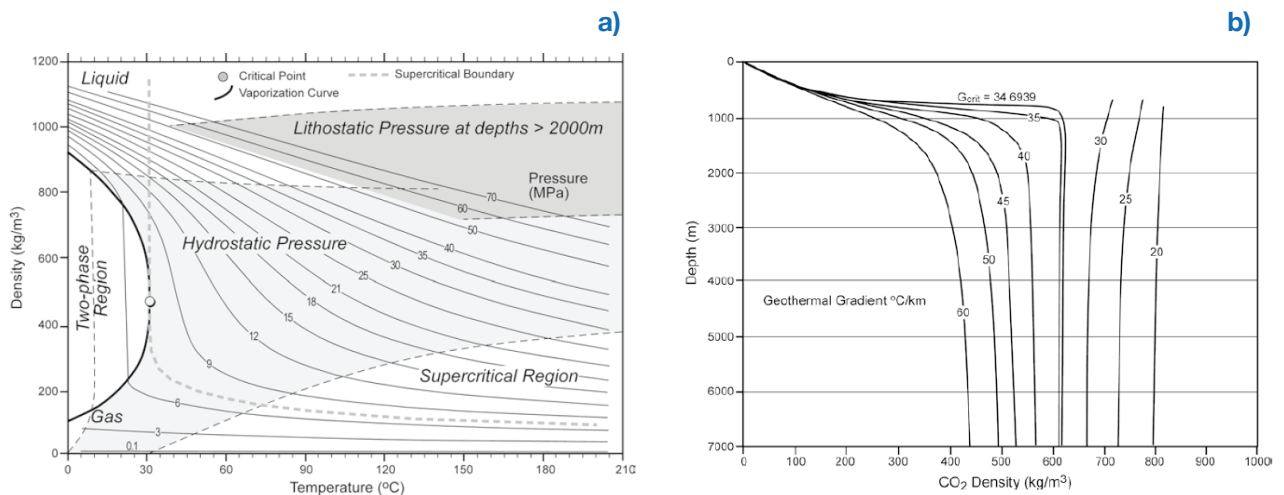 a)
b)
1200
1000
800
600
400
200
0
Density (kg/m3)
Liquid
Critical Point
Vaporization Curve
Supercritical Boundary
Lithostatic Pressure at depths > 2000m
Pressure
(MPa)
70
60
50
40
35
30
25
21
18
15
12
9
6
3
0.1
Hydrostatic Pressure
Two-phase
Region
Supercritical Region
Gas
0
30
60
90
120
150
180
210
Temperature (ºC)
0
1000
2000
3000
4000
5000
6000
7000
Depth (m)
Gcrit = 34.6939
35
40
45
50
60
30
25
20
Geothermal Gradient ºC/km
0
100
200
300
400
500
600
700
800
900
1000
CO2 Density (kg/m3)